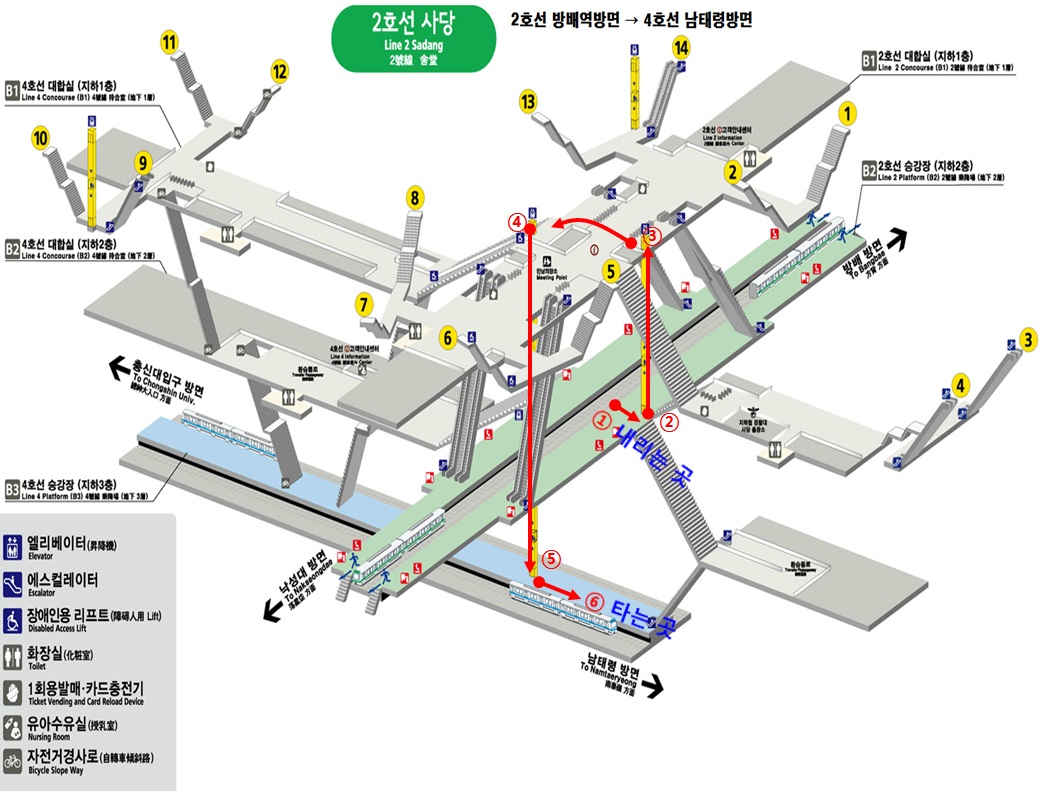 2호선 사당
Line 2 Sadang
2號線 舍堂
2호선 방배역방면 → 4호선 남태령방면
11
12
B1 4호선 대합실 (지하1층)
Line 4 Concourse (B1) 4號線 待合室 (地下 1層)
10
9
B2 4호선 대합실 (지하2층)
Line 4 Concourse (B2) 4號線 待合室 (地下 2層)
14
13
B1 2호선 대합실 (지하1층)
Line 2 Concourse (B1) 2號線 待合室 (地下 1層)
2호선 고객안내센터
Line 2 Information
2號線 Center
1
2
B2 2호선 승강장 (지하2층)
Line 2 Platform (B2) 2號線 乘降場 (地下 2層)
방배 방면
To Bangbae
方背 方面
8
④
③
만남의장소
Meeting Point
5
7
6
4호선 고객안내센터
Line 4 Information
환승통로
Transfer Passageway
총신대입구 방면
To Chongshin Univ.
總神大入口 方面
3
4
지하철 경찰대
사당 출장소
① 내리는 곳
②
B3 4호선 승강장 (지하3층)
Line 4 Platform (B3) 4號線 乘降場 (地下 3層)
낙성대 방면
To Nakseongdae
落星垈 方面
⑤
⑥ 타는 곳
환승통로
Transfer Passageway
남태령 방면
To Namtaeryeong
南泰嶺 方面
엘리베이터(昇降機)
Elevator
에스컬레이터
Escalator
장애인용 리프트(障碍人用 Lift)
Disabled Access Lift
화장실(化粧室)
Toilet
1회용발매·카드충전기
Ticket Vending and Card Reload Device
유아수유실(授乳室)
Nursing Room
자전거경사로(自轉車傾斜路)
Bicycle Slope Way